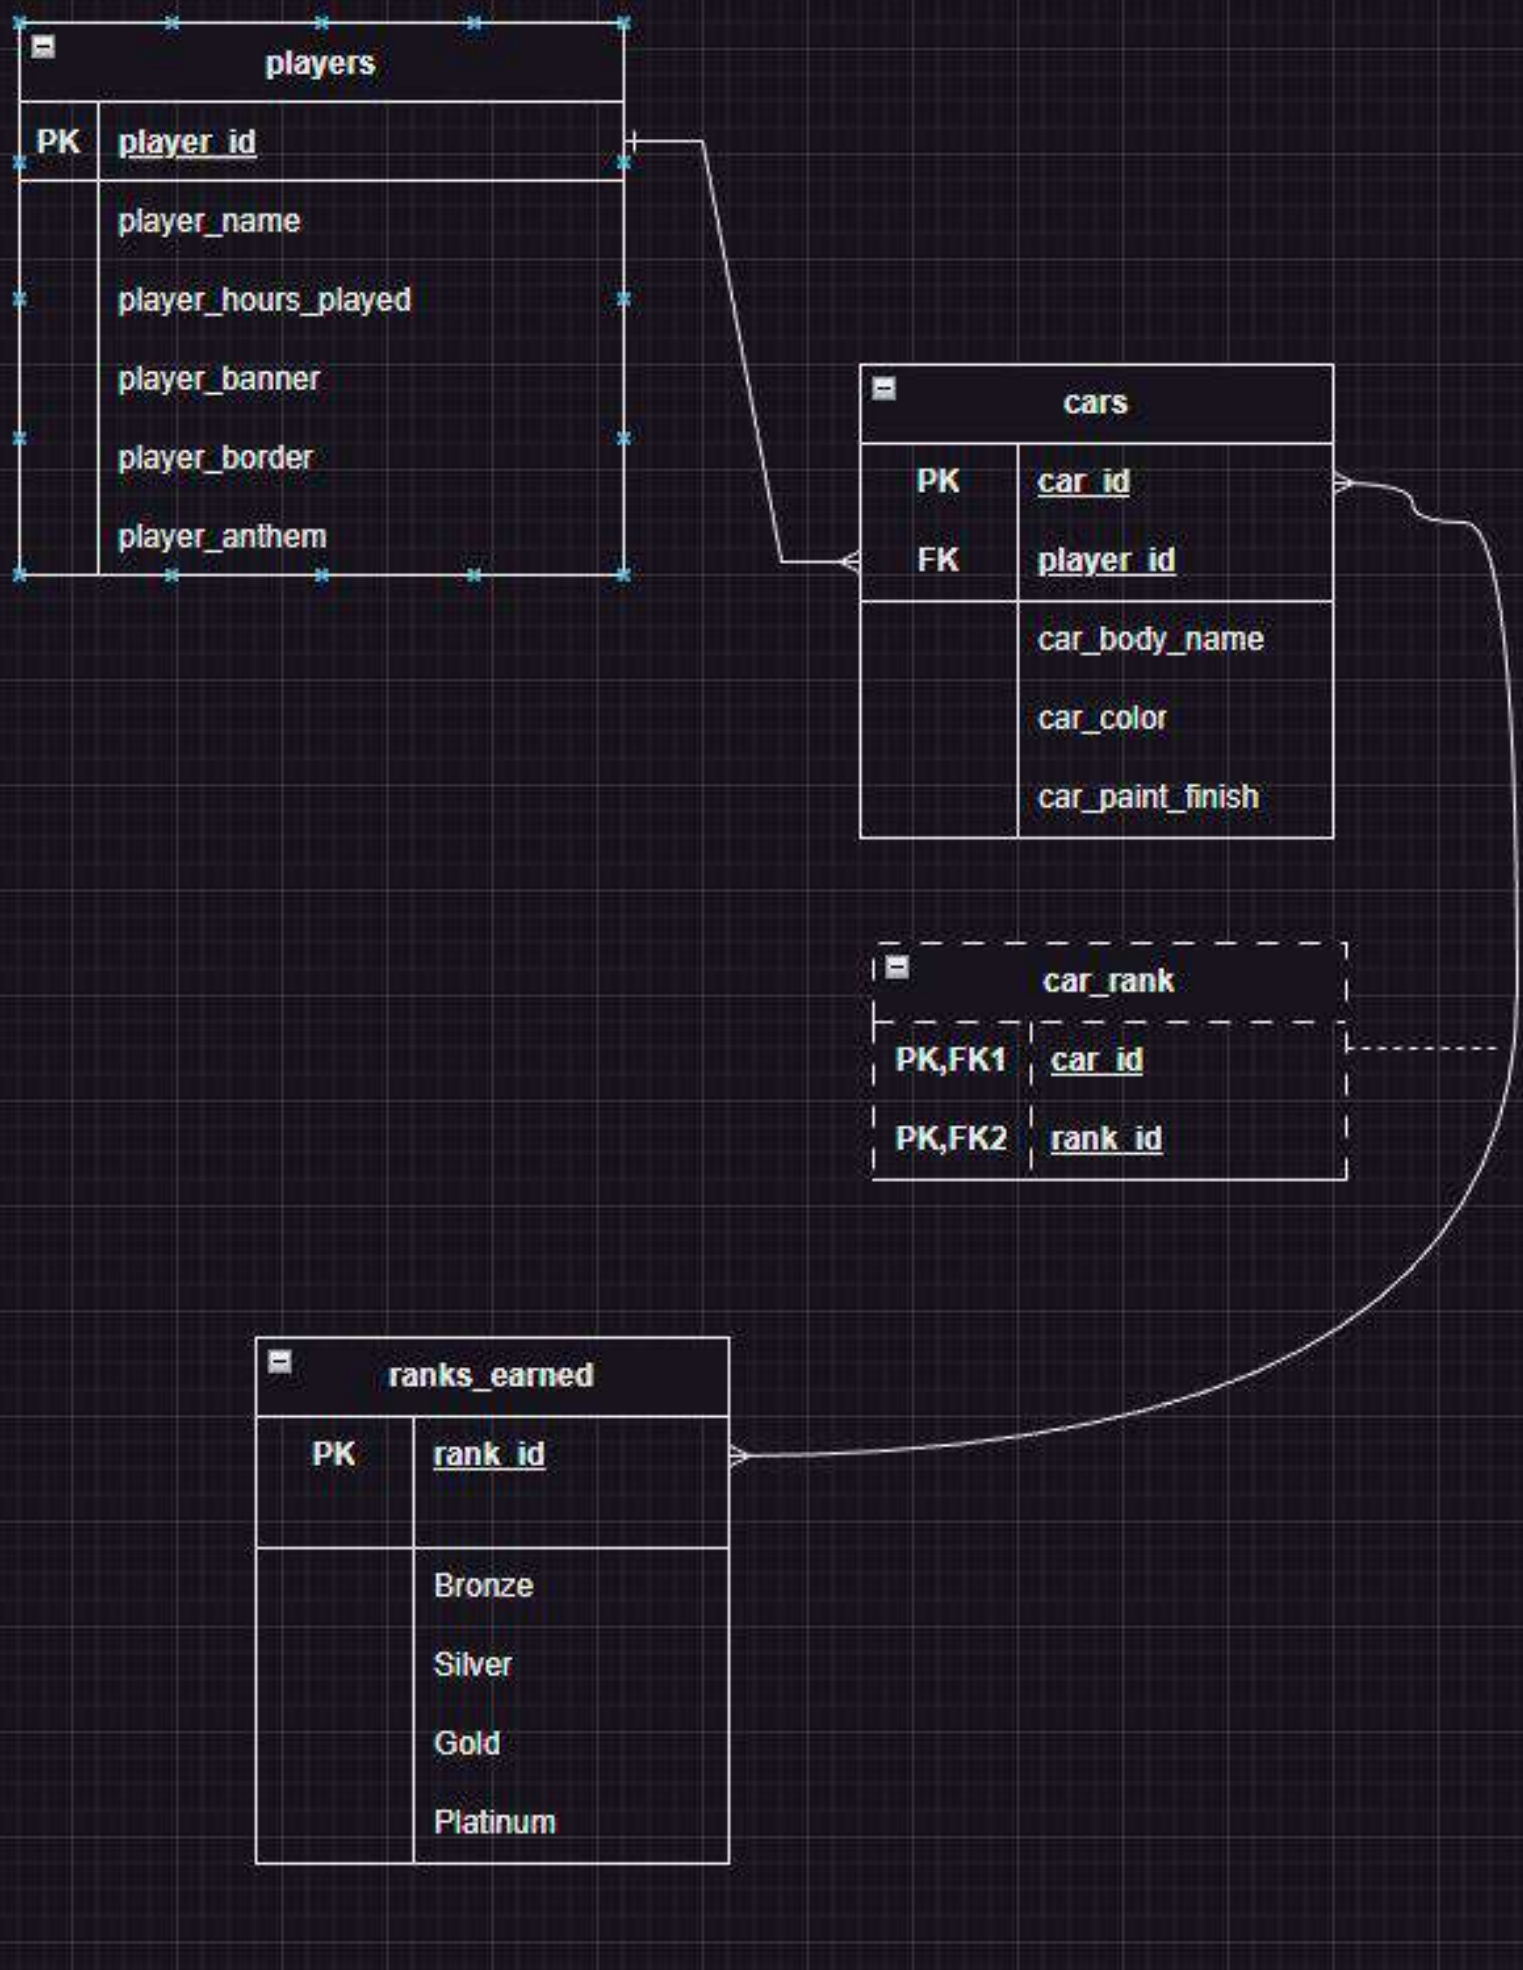 players
PK player_id
player_name
player_hours_played
player_banner
player_border
player_anthem
cars
PK car_id
FK player_id
car_body_name
car_color
car_paint_finish
car_rank
PK,FK1 car_id
PK,FK2 rank_id
ranks_earned
PK rank_id
Bronze
Silver
Gold
Platinum